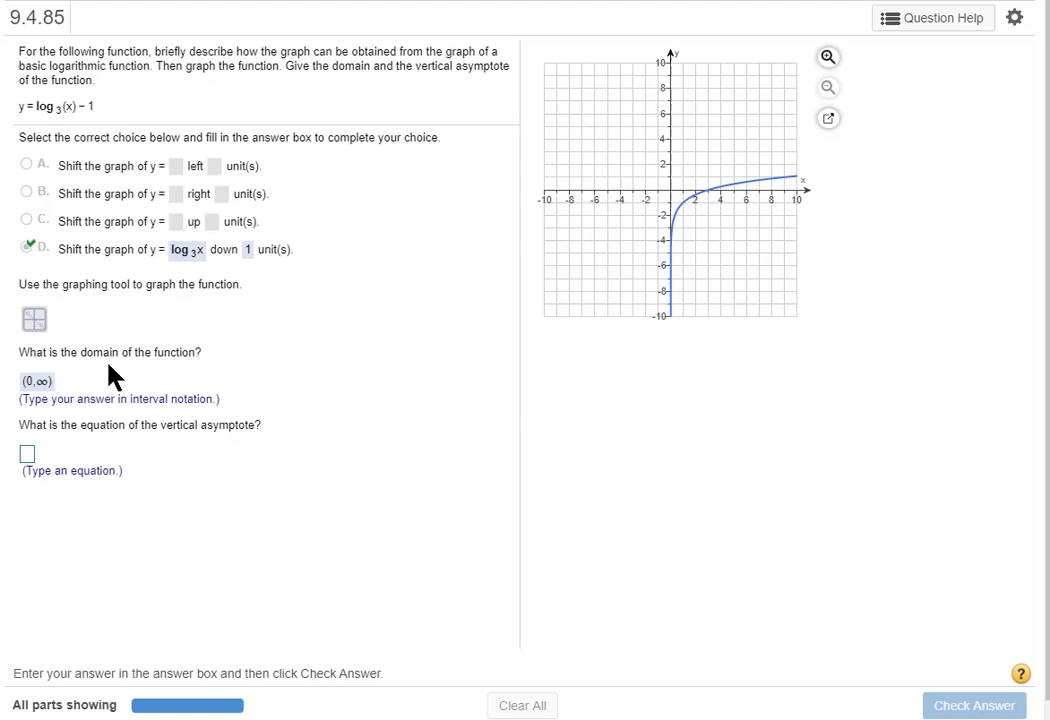 9.4.85
Question Help
For the following function, briefly describe how the graph can be obtained from the graph of a
basic logarithmic function. Then graph the function. Give the domain and the vertical asymptote
of the function.
y = log 3 (x) − 1
Select the correct choice below and fill in the answer box to complete your choice.
A. Shift the graph of y = left unit(s).
B. Shift the graph of y = right unit(s).
C. Shift the graph of y = up unit(s).
D. Shift the graph of y = log 3 x down 1 unit(s).
Use the graphing tool to graph the function.
What is the domain of the function?
(0,∞)
(Type your answer in interval notation.)
What is the equation of the vertical asymptote?
(Type an equation.)
y
10
8
6
4
2
x
-10 -8 -6 -4 -2 2 4 6 8 10
-2
-4
-6
-8
-10
Enter your answer in the answer box and then click Check Answer.
?
All parts showing
Clear All
Check Answer